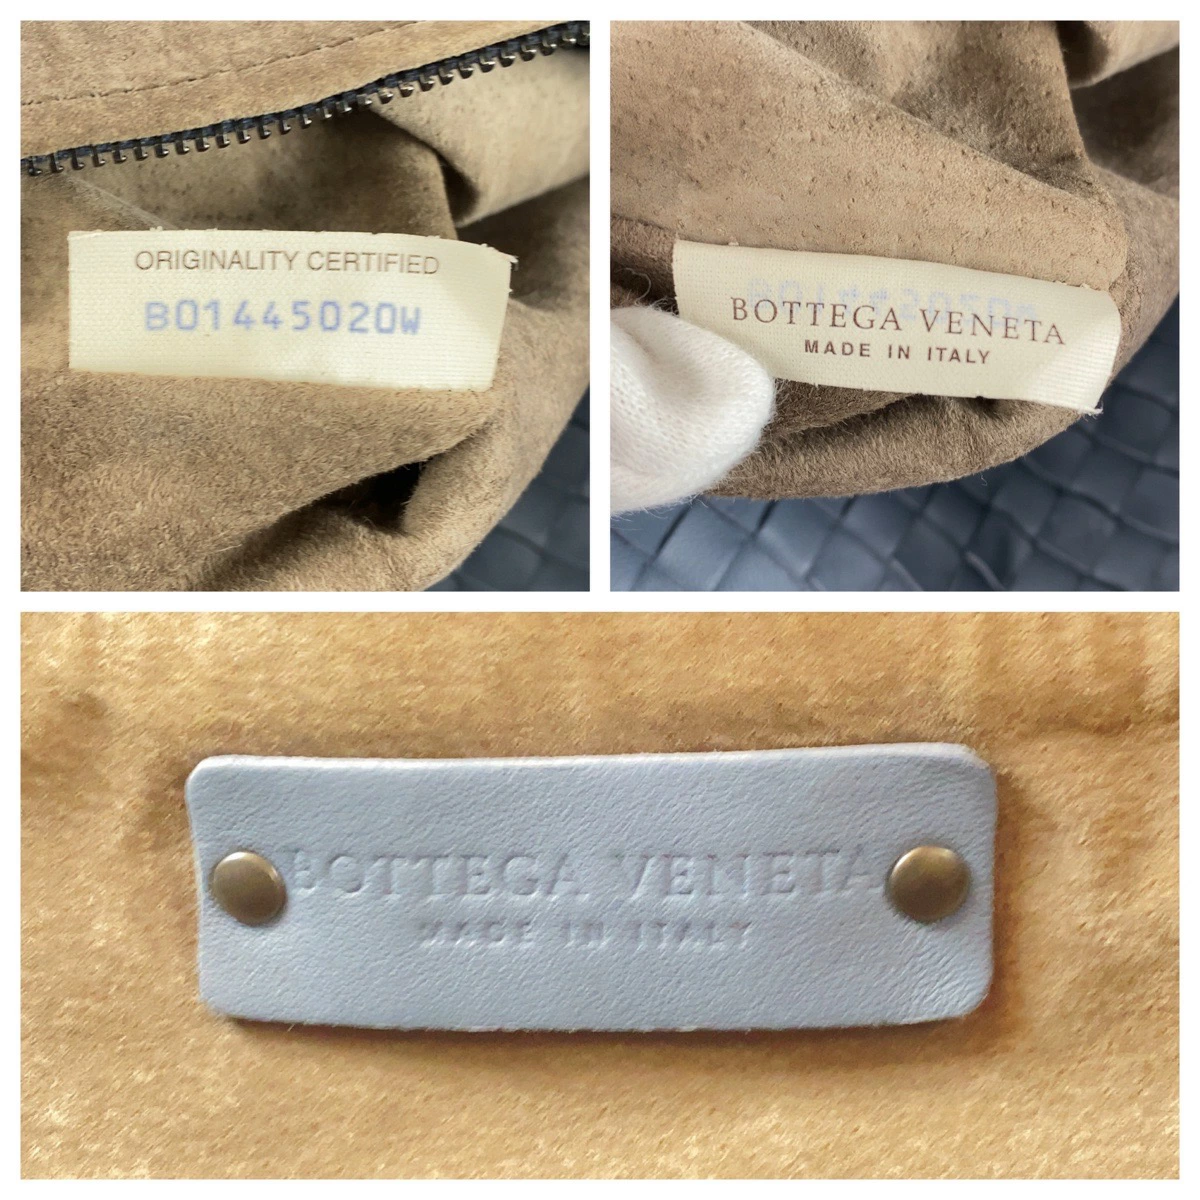 ORIGINALITY CERTIFIED
B01445020W
BOTTEGA VENETA
MADE IN ITALY
BOTTEGA VENETA
MADE IN ITALY